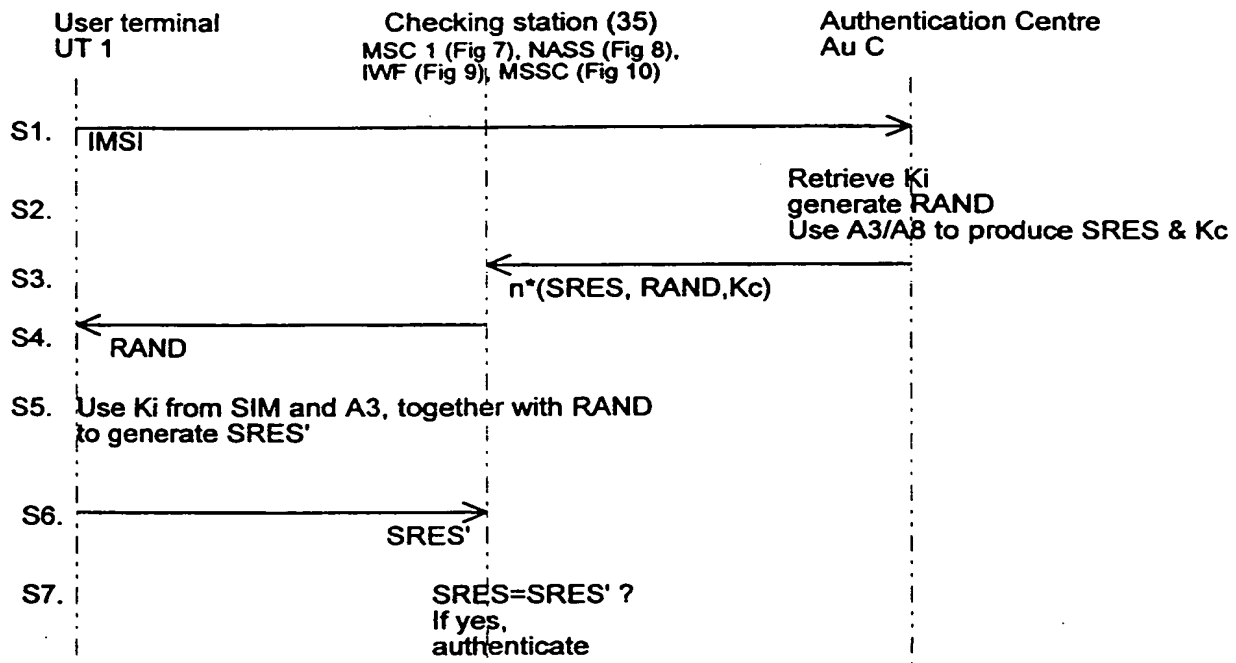 User terminal
UT 1
Checking station (35)
MSC 1 (Fig 7), NASS (Fig 8),
IWF (Fig 9), MSSC (Fig 10)
Authentication Centre
Au C
S1.
IMSI
S2.
Retrieve Ki
generate RAND
Use A3/A8 to produce SRES & Kc
S3.
n*(SRES, RAND,Kc)
S4.
RAND
S5. Use Ki from SIM and A3, together with RAND
to generate SRES'
S6.
SRES'
S7.
SRES=SRES' ?
If yes,
authenticate